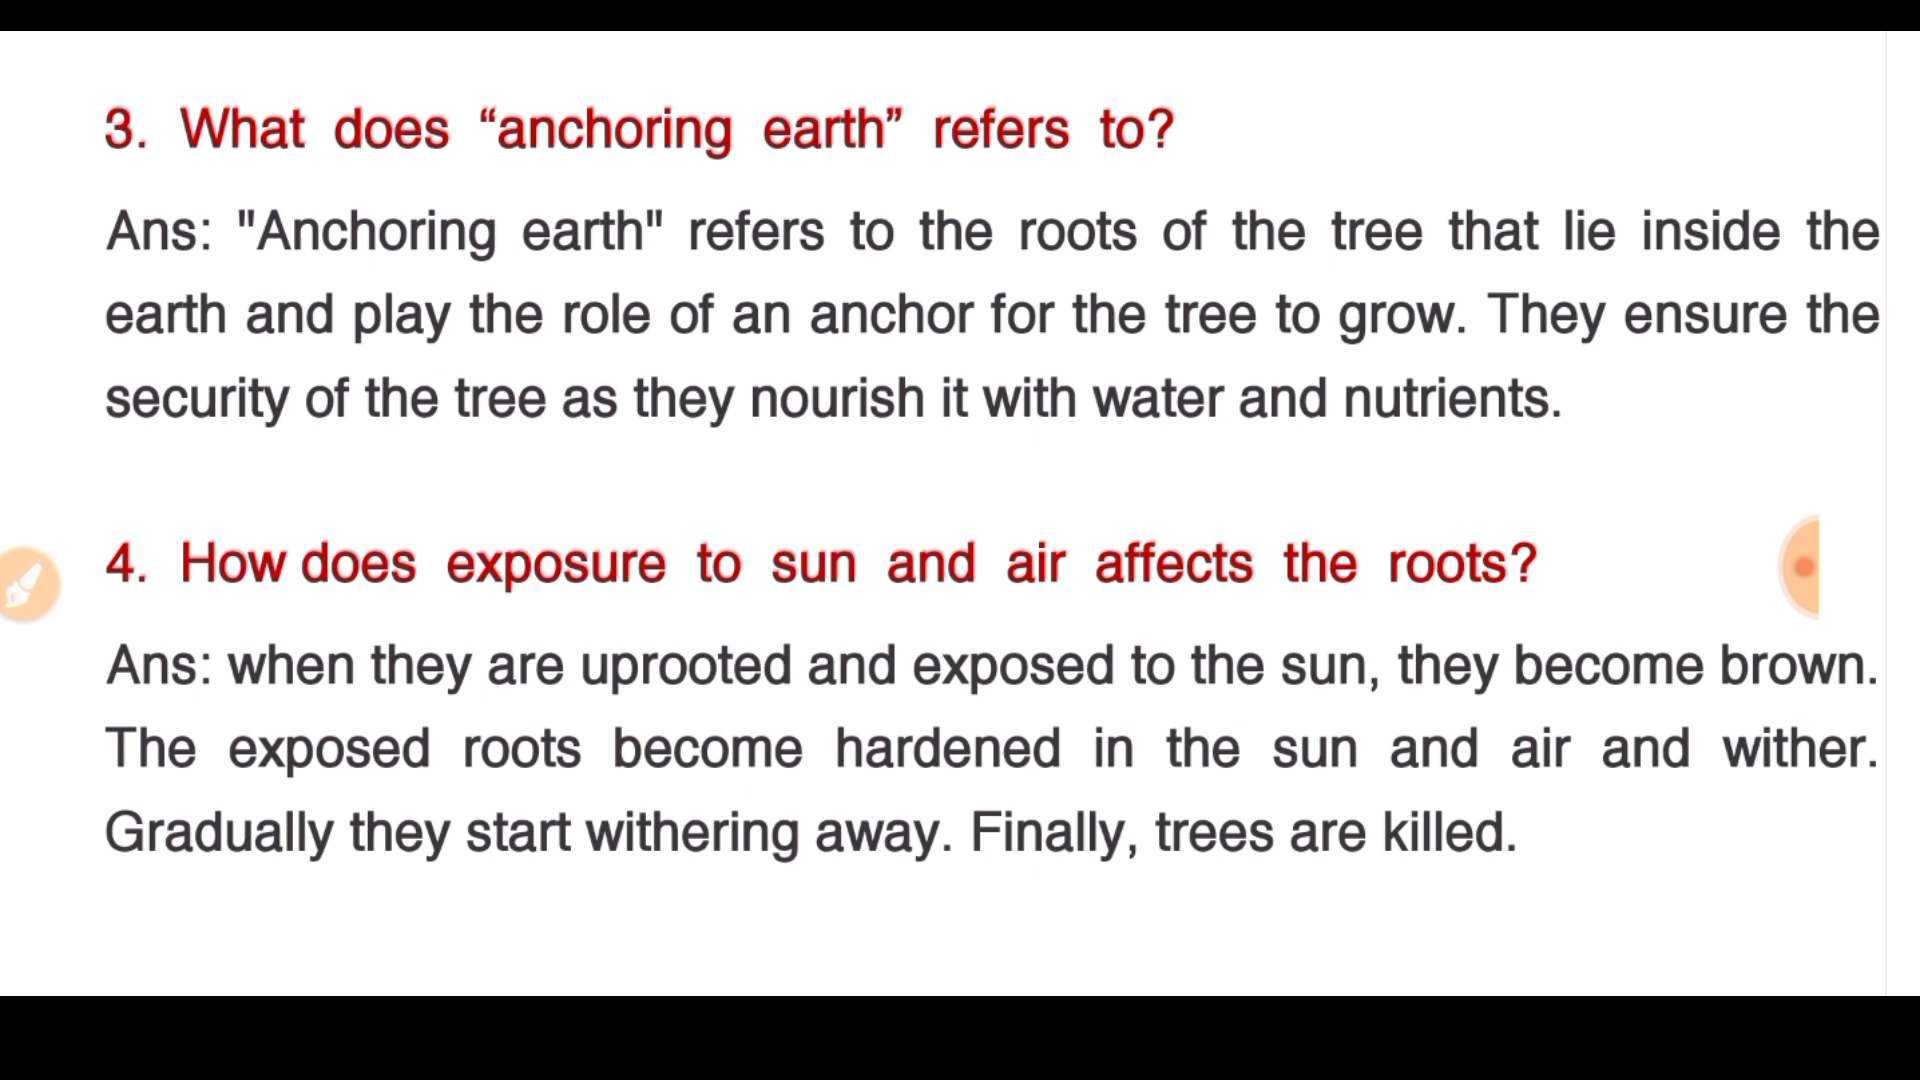 3. What does “anchoring earth” refers to?
Ans: "Anchoring earth" refers to the roots of the tree that lie inside the
earth and play the role of an anchor for the tree to grow. They ensure the
security of the tree as they nourish it with water and nutrients.
4. How does exposure to sun and air affects the roots?
Ans: when they are uprooted and exposed to the sun, they become brown.
The exposed roots become hardened in the sun and air and wither.
Gradually they start withering away. Finally, trees are killed.